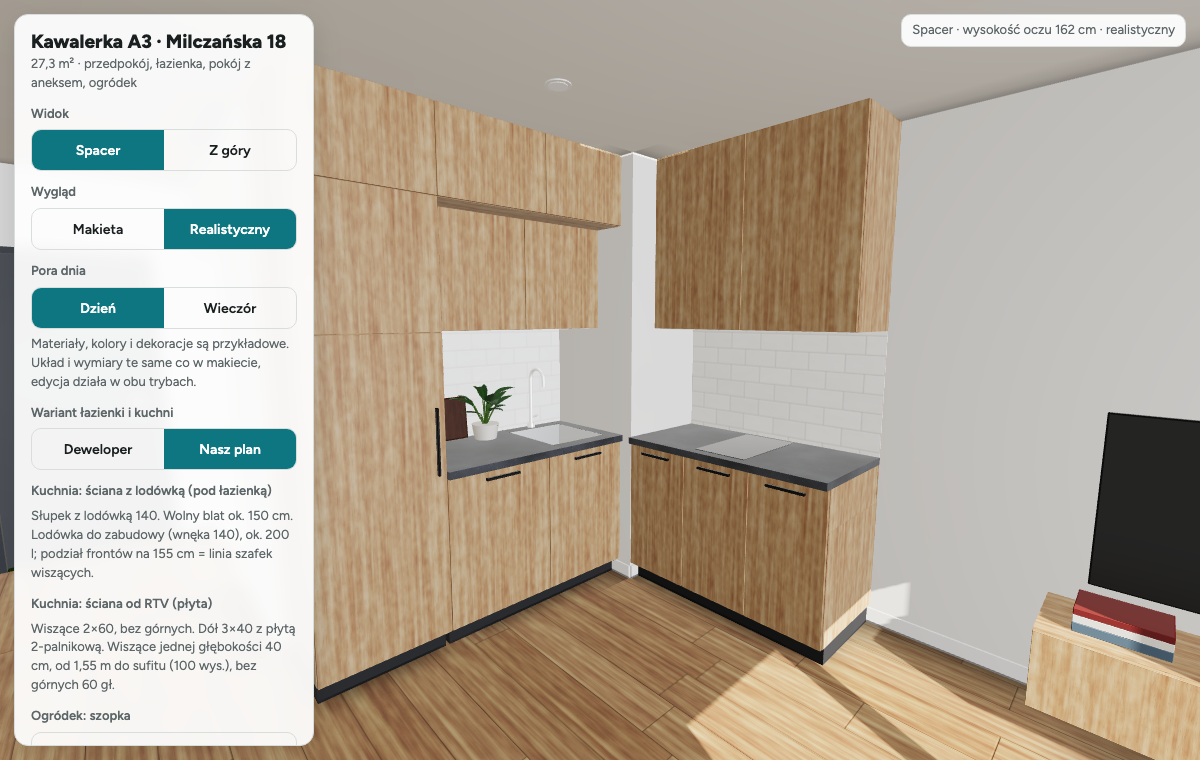 Kawalerka A3 · Milczańska 18
27,3 m² · przedpokój, łazienka, pokój z
aneksem, ogródek
Widok
Spacer
Z góry
Wygląd
Makieta
Realistyczny
Pora dnia
Dzień
Wieczór
Materiały, kolory i dekoracje są przykładowe.
Układ i wymiary te same co w makiecie,
edycja działa w obu trybach.
Wariant łazienki i kuchni
Deweloper
Nasz plan
Kuchnia: ściana z lodówką (pod łazienką)
Słupek z lodówką 140. Wolny blat ok. 150 cm.
Lodówka do zabudowy (wnęka 140), ok. 200
l; podział frontów na 155 cm = linia szafek
wiszących.
Kuchnia: ściana od RTV (płyta)
Wiszące 2×60, bez górnych. Dół 3×40 z płytą
2-palnikową. Wiszące jednej głębokości 40
cm, od 1,55 m do sufitu (100 wys.), bez
górnych 60 gł.
Ogródek: szopka
Spacer · wysokość oczu 162 cm · realistyczny